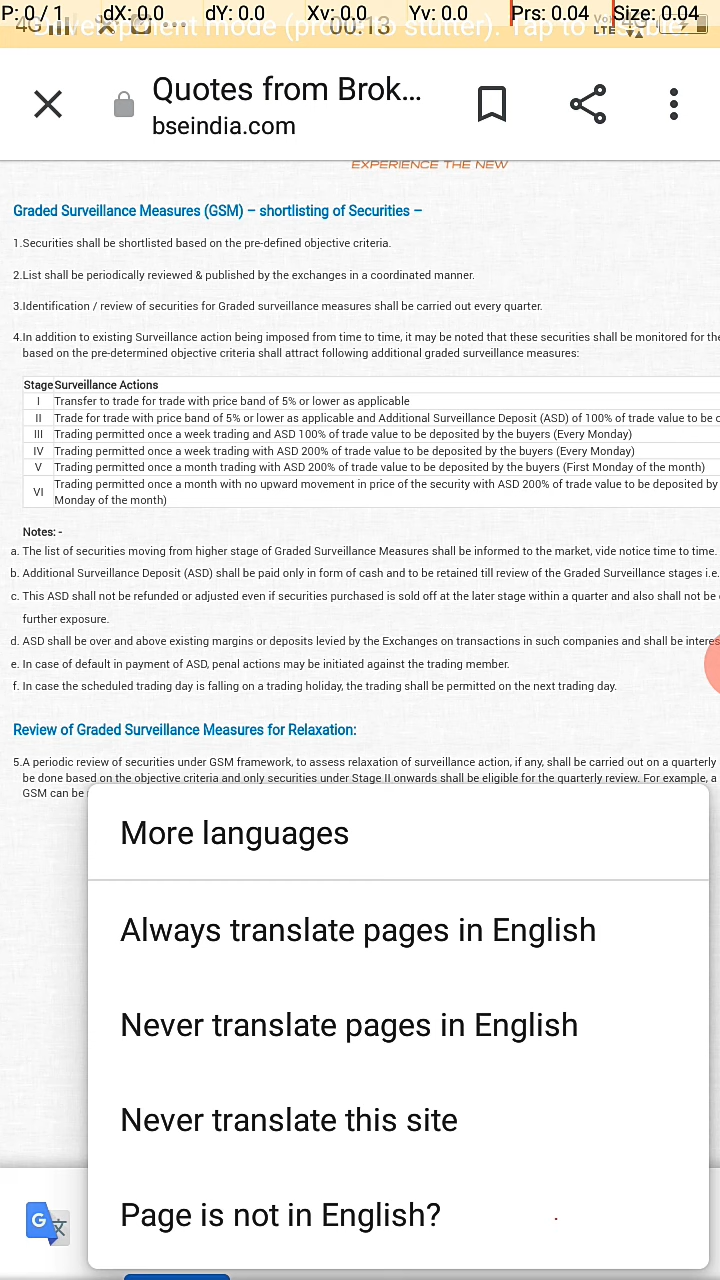 P: 0 / 1 dX: 0.0 dY: 0.0 Xv: 0.0 Yv: 0.0 Prs: 0.04 Size: 0.04
4G 00:13 LTE 4G
Quotes from Brok...
bseindia.com
EXPERIENCE THE NEW
Graded Surveillance Measures (GSM) – shortlisting of Securities –
1.Securities shall be shortlisted based on the pre-defined objective criteria.
2.List shall be periodically reviewed & published by the exchanges in a coordinated manner.
3.Identification / review of securities for Graded surveillance measures shall be carried out every quarter.
4.In addition to existing Surveillance action being imposed from time to time, it may be noted that these securities shall be monitored for the
based on the pre-determined objective criteria shall attract following additional graded surveillance measures:
Stage Surveillance Actions
I Transfer to trade for trade with price band of 5% or lower as applicable
II Trade for trade with price band of 5% or lower as applicable and Additional Surveillance Deposit (ASD) of 100% of trade value to be
III Trading permitted once a week trading and ASD 100% of trade value to be deposited by the buyers (Every Monday)
IV Trading permitted once a week trading with ASD 200% of trade value to be deposited by the buyers (Every Monday)
V Trading permitted once a month trading with ASD 200% of trade value to be deposited by the buyers (First Monday of the month)
VI Trading permitted once a month with no upward movement in price of the security with ASD 200% of trade value to be deposited by
Monday of the month)
Notes: -
a. The list of securities moving from higher stage of Graded Surveillance Measures shall be informed to the market, vide notice time to time.
b. Additional Surveillance Deposit (ASD) shall be paid only in form of cash and to be retained till review of the Graded Surveillance stages i.e.
c. This ASD shall not be refunded or adjusted even if securities purchased is sold off at the later stage within a quarter and also shall not be
further exposure.
d. ASD shall be over and above existing margins or deposits levied by the Exchanges on transactions in such companies and shall be interes
e. In case of default in payment of ASD, penal actions may be initiated against the trading member.
f. In case the scheduled trading day is falling on a trading holiday, the trading shall be permitted on the next trading day.
Review of Graded Surveillance Measures for Relaxation:
5.A periodic review of securities under GSM framework, to assess relaxation of surveillance action, if any, shall be carried out on a quarterly
be done based on the objective criteria and only securities under Stage II onwards shall be eligible for the quarterly review. For example, a
GSM can be
More languages
Always translate pages in English
Never translate pages in English
Never translate this site
Page is not in English?